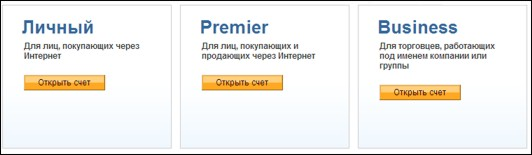 Личный
Для лиц, покупающих через
Интернет
Открыть счет
Premier
Для лиц, покупающих и
продающих через Интернет
Открыть счет
Business
Для торговцев, работающих
под именем компании или
группы
Открыть счет